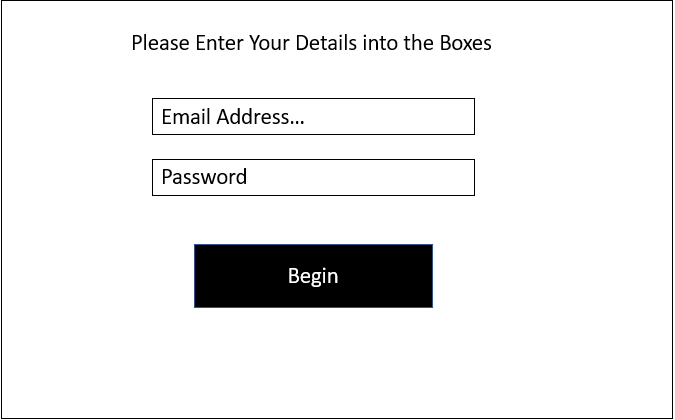 Please Enter Your Details into the Boxes
Email Address...
Password
Begin